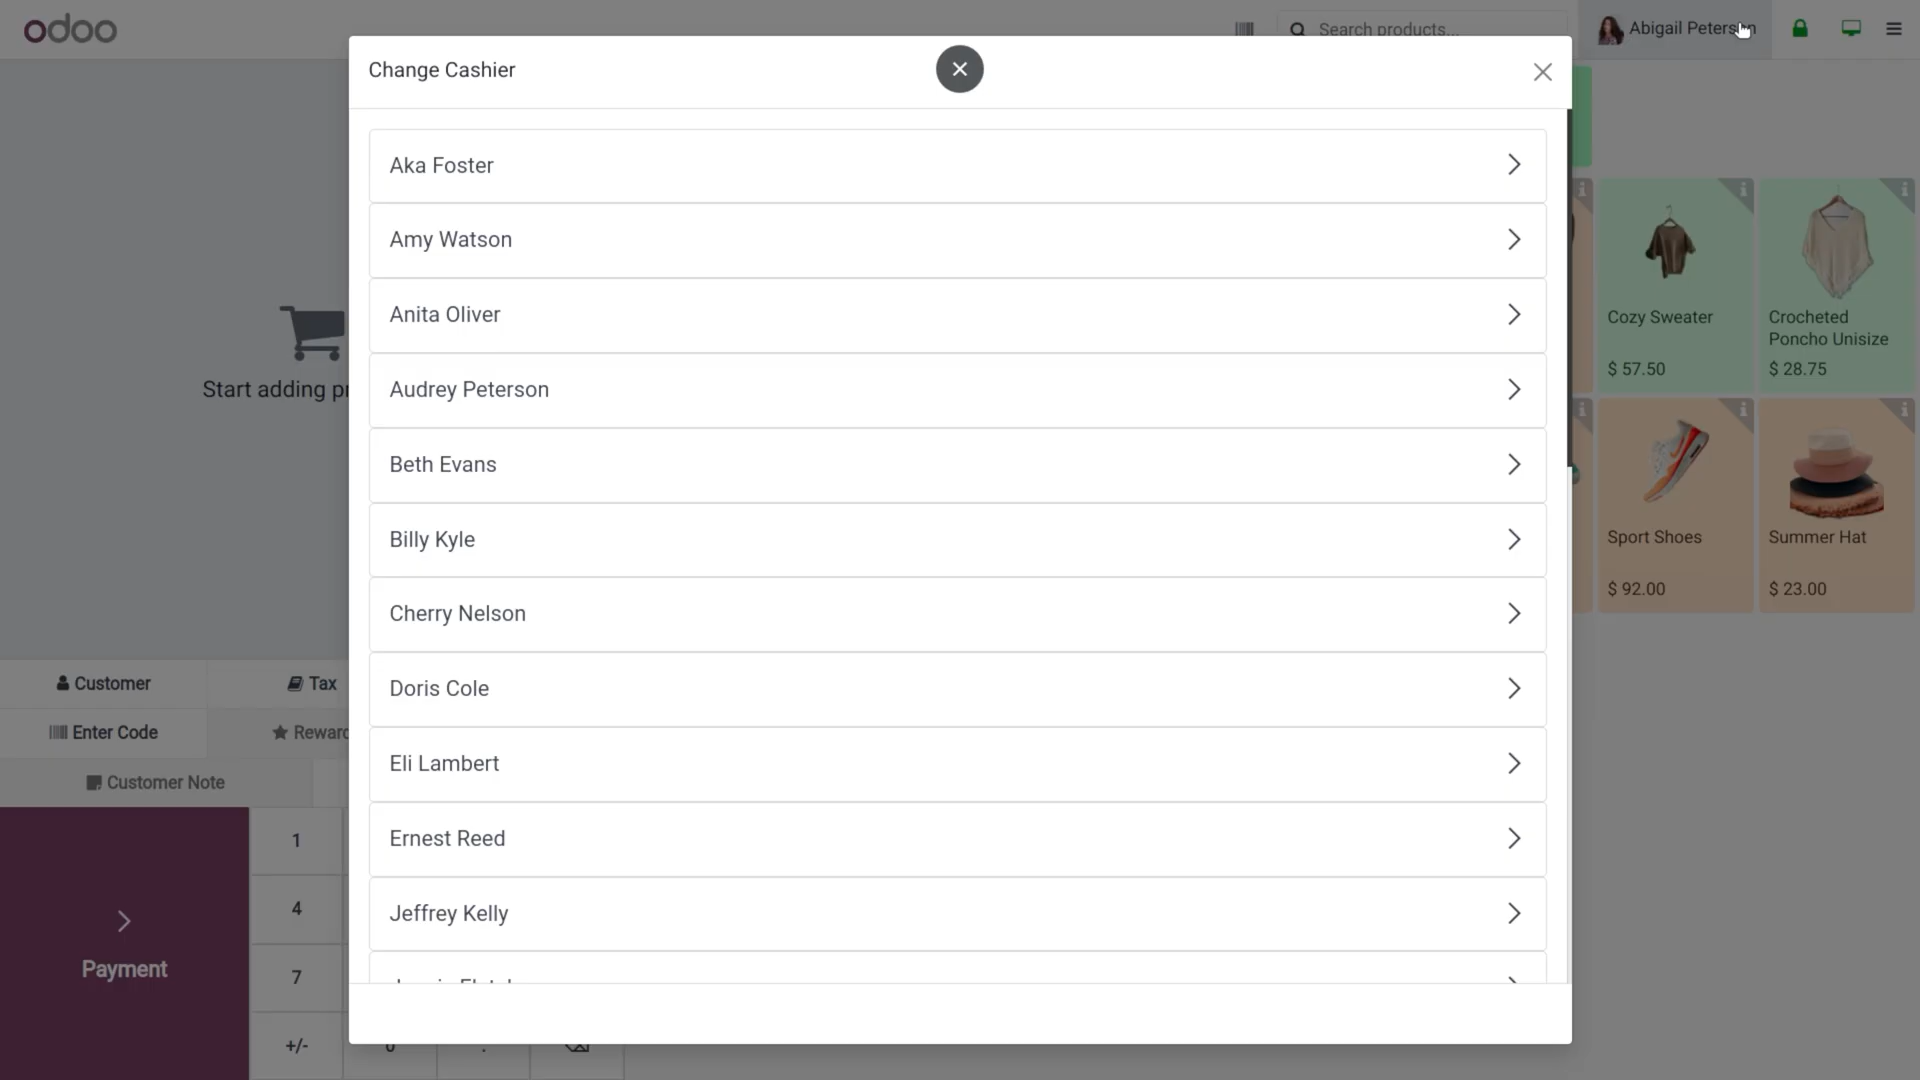 odoo
Search products...
Abigail Peterson
Change Cashier
Aka Foster
Amy Watson
Anita Oliver
Audrey Peterson
Beth Evans
Billy Kyle
Cherry Nelson
Doris Cole
Eli Lambert
Ernest Reed
Jeffrey Kelly
Start adding
Customer
Tax
Enter Code
Customer Note
Payment
1
4
7
+/-
Cozy Sweater
$ 57.50
Crocheted
Poncho Unisize
$ 28.75
Sport Shoes
$ 92.00
Summer Hat
$ 23.00